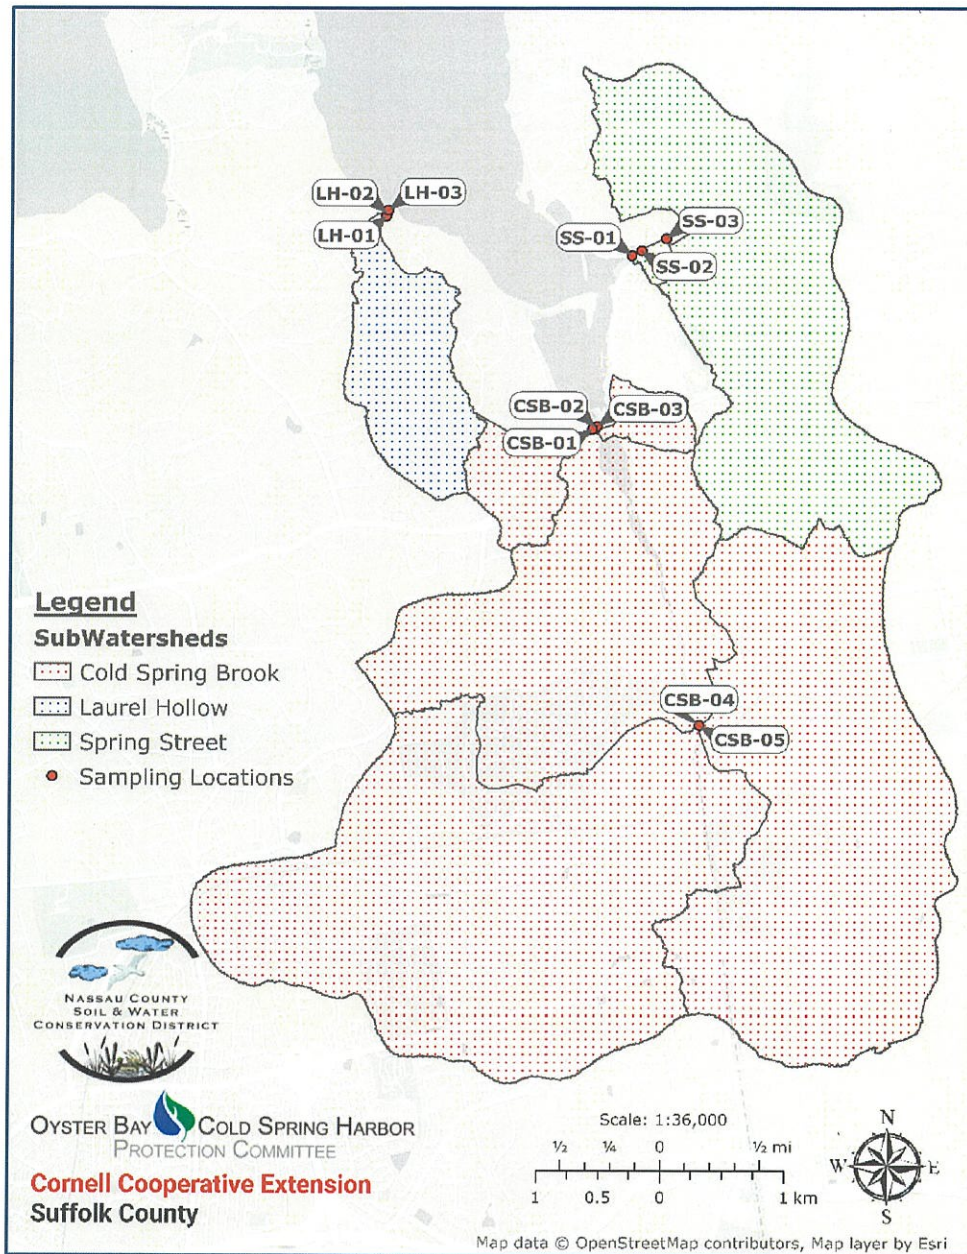 LH-02
LH-03
LH-01
SS-01
SS-03
SS-02
CSB-02
CSB-03
CSB-01
CSB-04
CSB-05
Legend
SubWatersheds
Cold Spring Brook
Laurel Hollow
Spring Street
Sampling Locations
NASSAU COUNTY
SOIL & WATER
CONSERVATION DISTRICT
OYSTER BAY COLD SPRING HARBOR
PROTECTION COMMITTEE
Cornell Cooperative Extension
Suffolk County
Scale: 1:36,000
½ ¼ 0 ½ mi
1 0.5 0 1 km
N
W E
S
Map data © OpenStreetMap contributors, Map layer by Esri